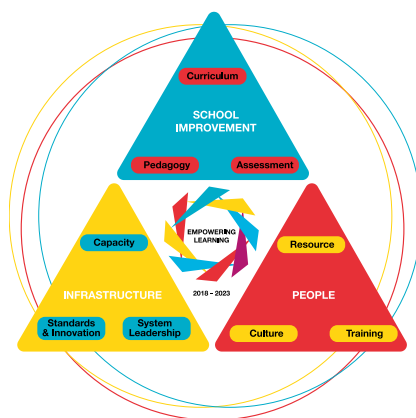 Curriculum
SCHOOL
IMPROVEMENT
Pedagogy
Assessment
EMPOWERING
LEARNING
2018 – 2023
Capacity
INFRASTRUCTURE
Standards
& Innovation
System
Leadership
Resource
PEOPLE
Culture
Training